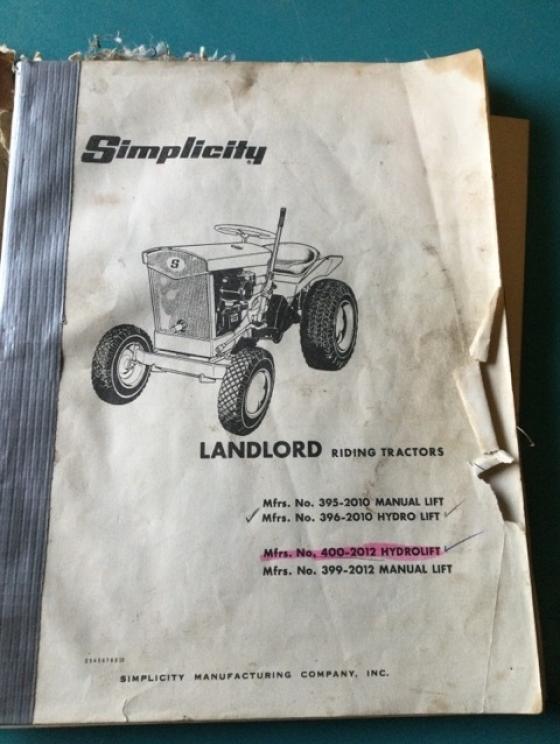 Simplicity
S
LANDLORD RIDING TRACTORS
Mfrs. No. 395-2010 MANUAL LIFT
Mfrs. No. 396-2010 HYDRO LIFT
Mfrs. No. 400-2012 HYDROLIFT
Mfrs. No. 399-2012 MANUAL LIFT
SIMPLICITY MANUFACTURING COMPANY, INC.